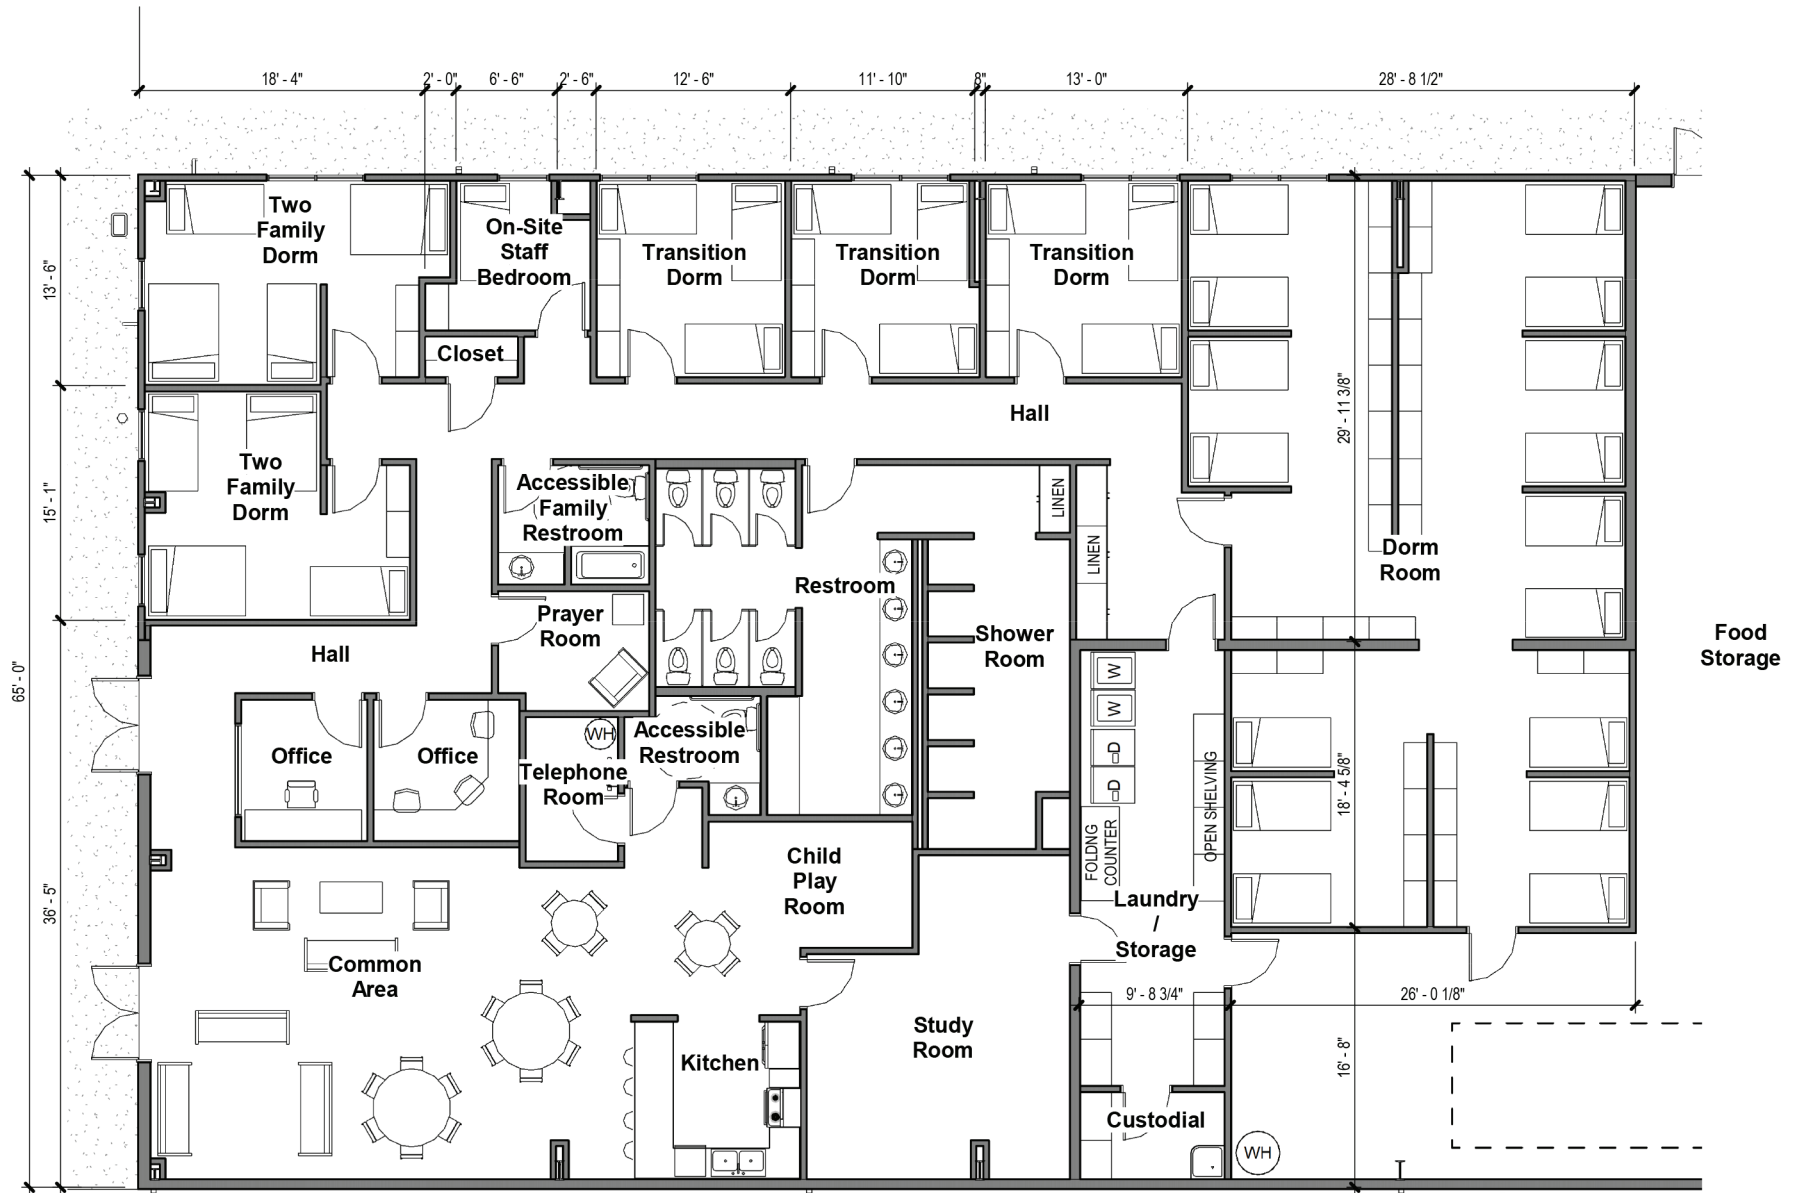 18' - 4"
2' - 0"
6' - 6"
2' - 6"
12' - 6"
11' - 10"
8"
13' - 0"
28' - 8 1/2"
Two
Family
Dorm
On-Site
Staff
Bedroom
Transition
Dorm
Transition
Dorm
Transition
Dorm
13' - 6"
Closet
Hall
29' - 11 3/8"
Two
Family
Dorm
15' - 1"
Accessible
Family
Restroom
LINEN
LINEN
Dorm
Room
Restroom
Prayer
Room
Shower
Room
Hall
Food
Storage
65' - 0"
W
W
D
D
WH
Accessible
Restroom
Office
Office
Telephone
Room
OPEN SHELVING
18' - 4 5/8"
FOLDNG
COUNTER
Child
Play
Room
36' - 5"
Laundry
/
Storage
Common
Area
9' - 8 3/4"
26' - 0 1/8"
Study
Room
Kitchen
16' - 8"
Custodial
WH